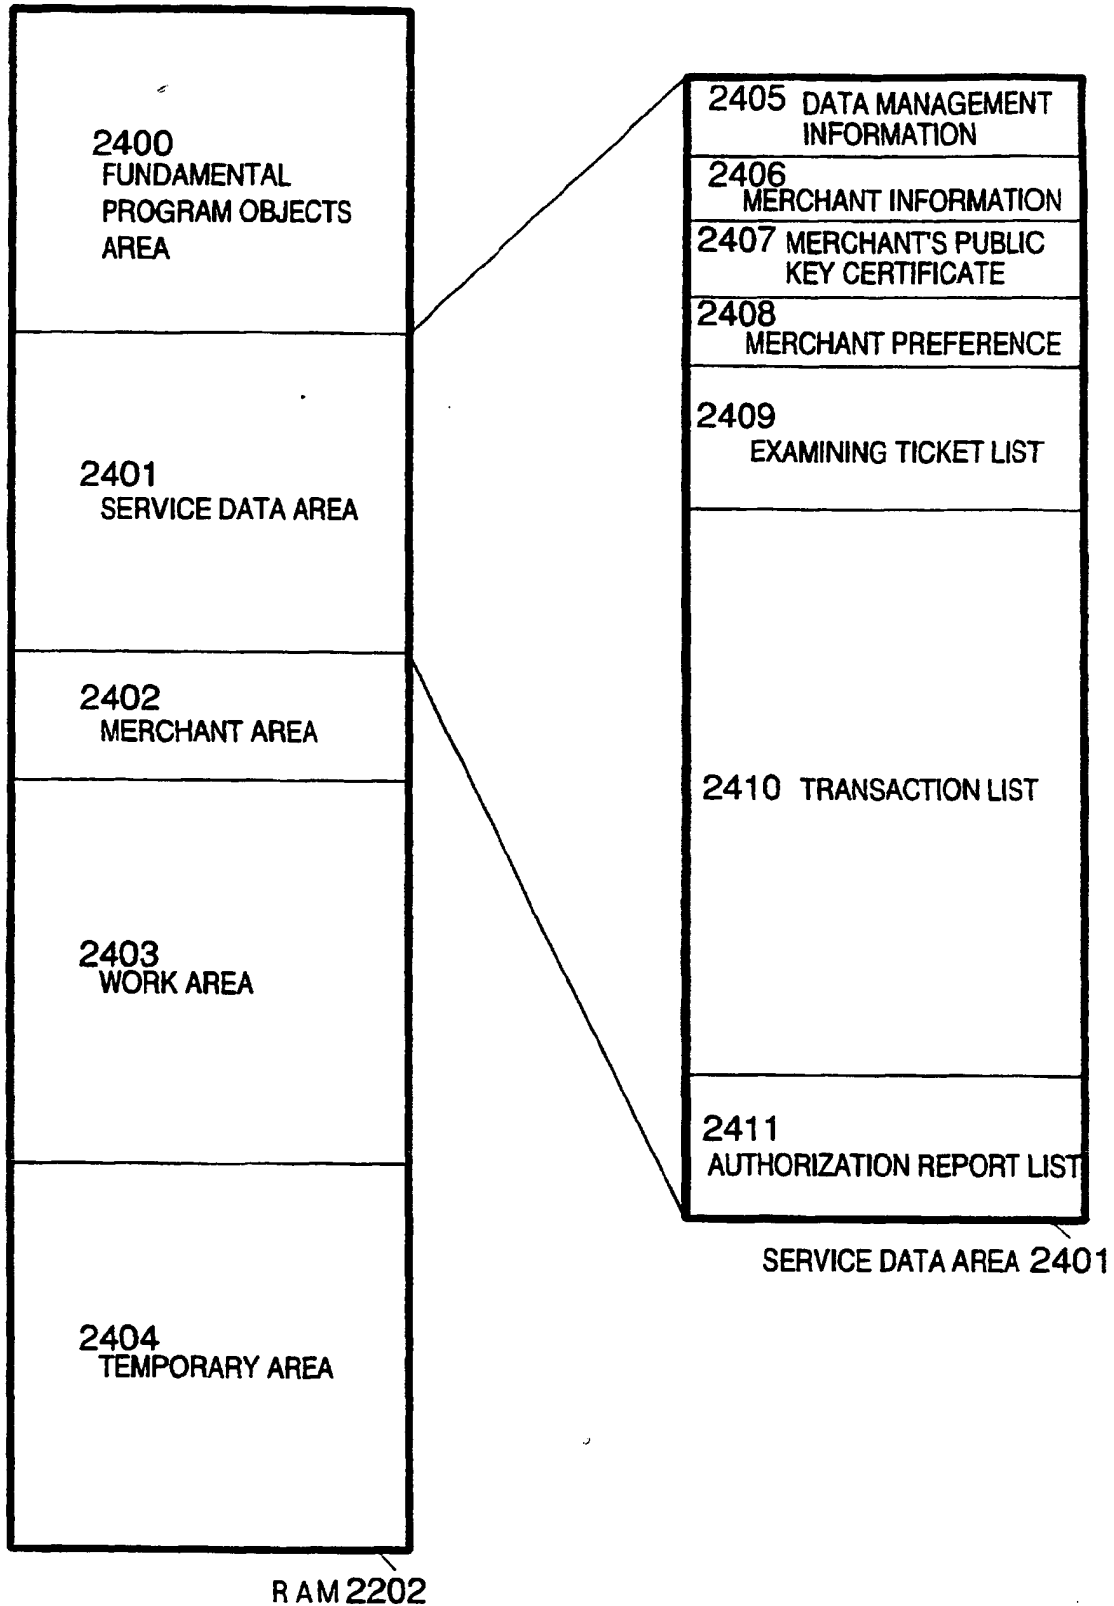 2400
FUNDAMENTAL
PROGRAM OBJECTS
AREA
2401
SERVICE DATA AREA
2402
MERCHANT AREA
2403
WORK AREA
2404
TEMPORARY AREA
RAM 2202
2405 DATA MANAGEMENT
INFORMATION
2406
MERCHANT INFORMATION
2407 MERCHANT'S PUBLIC
KEY CERTIFICATE
2408
MERCHANT PREFERENCE
2409
EXAMINING TICKET LIST
2410 TRANSACTION LIST
2411
AUTHORIZATION REPORT LIST
SERVICE DATA AREA 2401